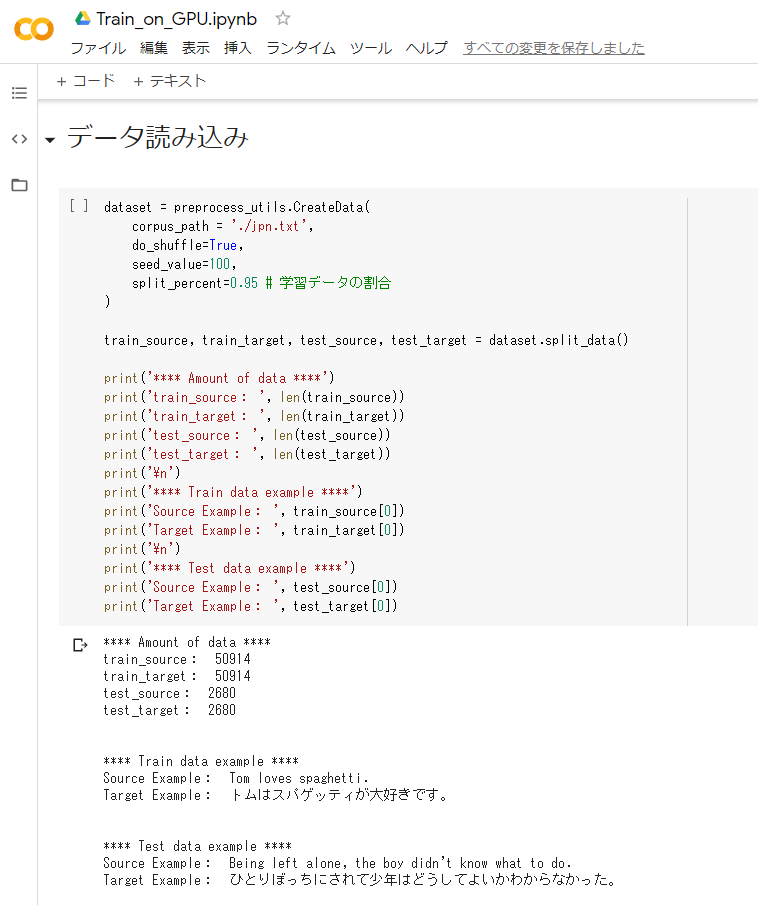 CO
Train_on_GPU.ipynb
ファイル 編集 表示 挿入 ランタイム ツール ヘルプ すべての変更を保存しました
+ コード + テキスト
データ読み込み
[ ] dataset = preprocess_utils.CreateData(
corpus_path = './jpn.txt',
do_shuffle=True,
seed_value=100,
split_percent=0.95 # 学習データの割合
)
train_source, train_target, test_source, test_target = dataset.split_data()
print('**** Amount of data ****')
print('train_source： ', len(train_source))
print('train_target： ', len(train_target))
print('test_source： ', len(test_source))
print('test_target： ', len(test_target))
print('¥n')
print('**** Train data example ****')
print('Source Example： ', train_source[0])
print('Target Example： ', train_target[0])
print('¥n')
print('**** Test data example ****')
print('Source Example： ', test_source[0])
print('Target Example： ', test_target[0])
**** Amount of data ****
train_source： 50914
train_target： 50914
test_source： 2680
test_target： 2680
**** Train data example ****
Source Example： Tom loves spaghetti.
Target Example： トムはスパゲッティが大好きです。
**** Test data example ****
Source Example： Being left alone, the boy didn't know what to do.
Target Example： ひとりぼっちにされて少年はどうしてよいかわからなかった。